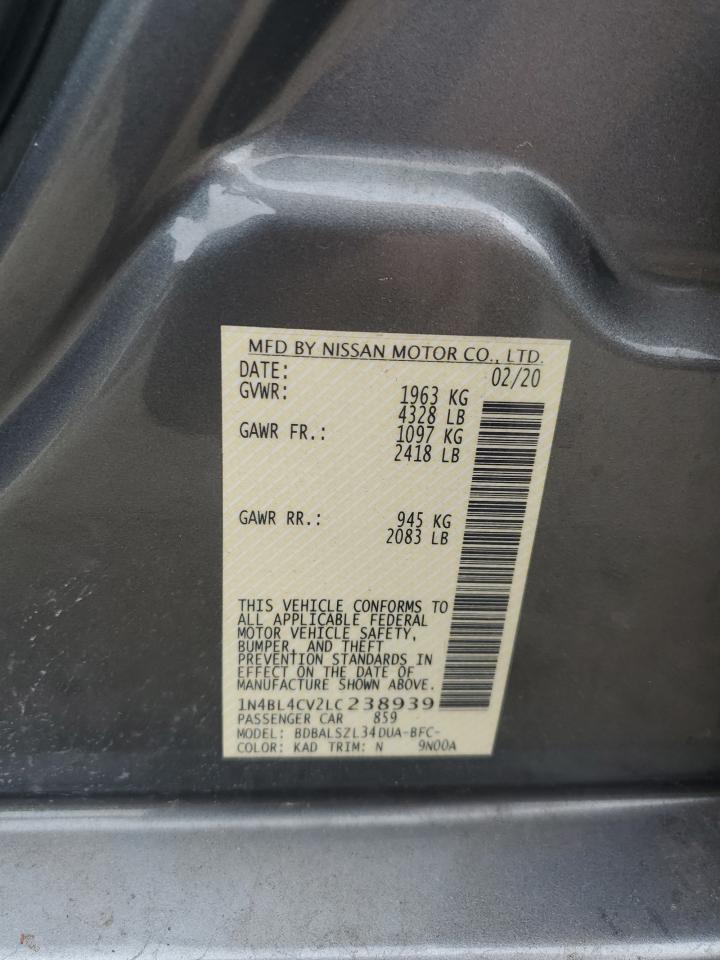 MFD BY NISSAN MOTOR CO., LTD.
DATE: 02/20
GVWR: 1963 KG
4328 LB
GAWR FR.: 1097 KG
2418 LB
GAWR RR.: 945 KG
2083 LB
THIS VEHICLE CONFORMS TO
ALL APPLICABLE FEDERAL
MOTOR VEHICLE SAFETY,
BUMPER, AND THEFT
PREVENTION STANDARDS IN
EFFECT ON THE DATE OF
MANUFACTURE SHOWN ABOVE.
1N4BL4CV2LC238939
PASSENGER CAR 859
MODEL: BDBALSZL34DUA-BFC-
COLOR: KAD TRIM: N 9N00A